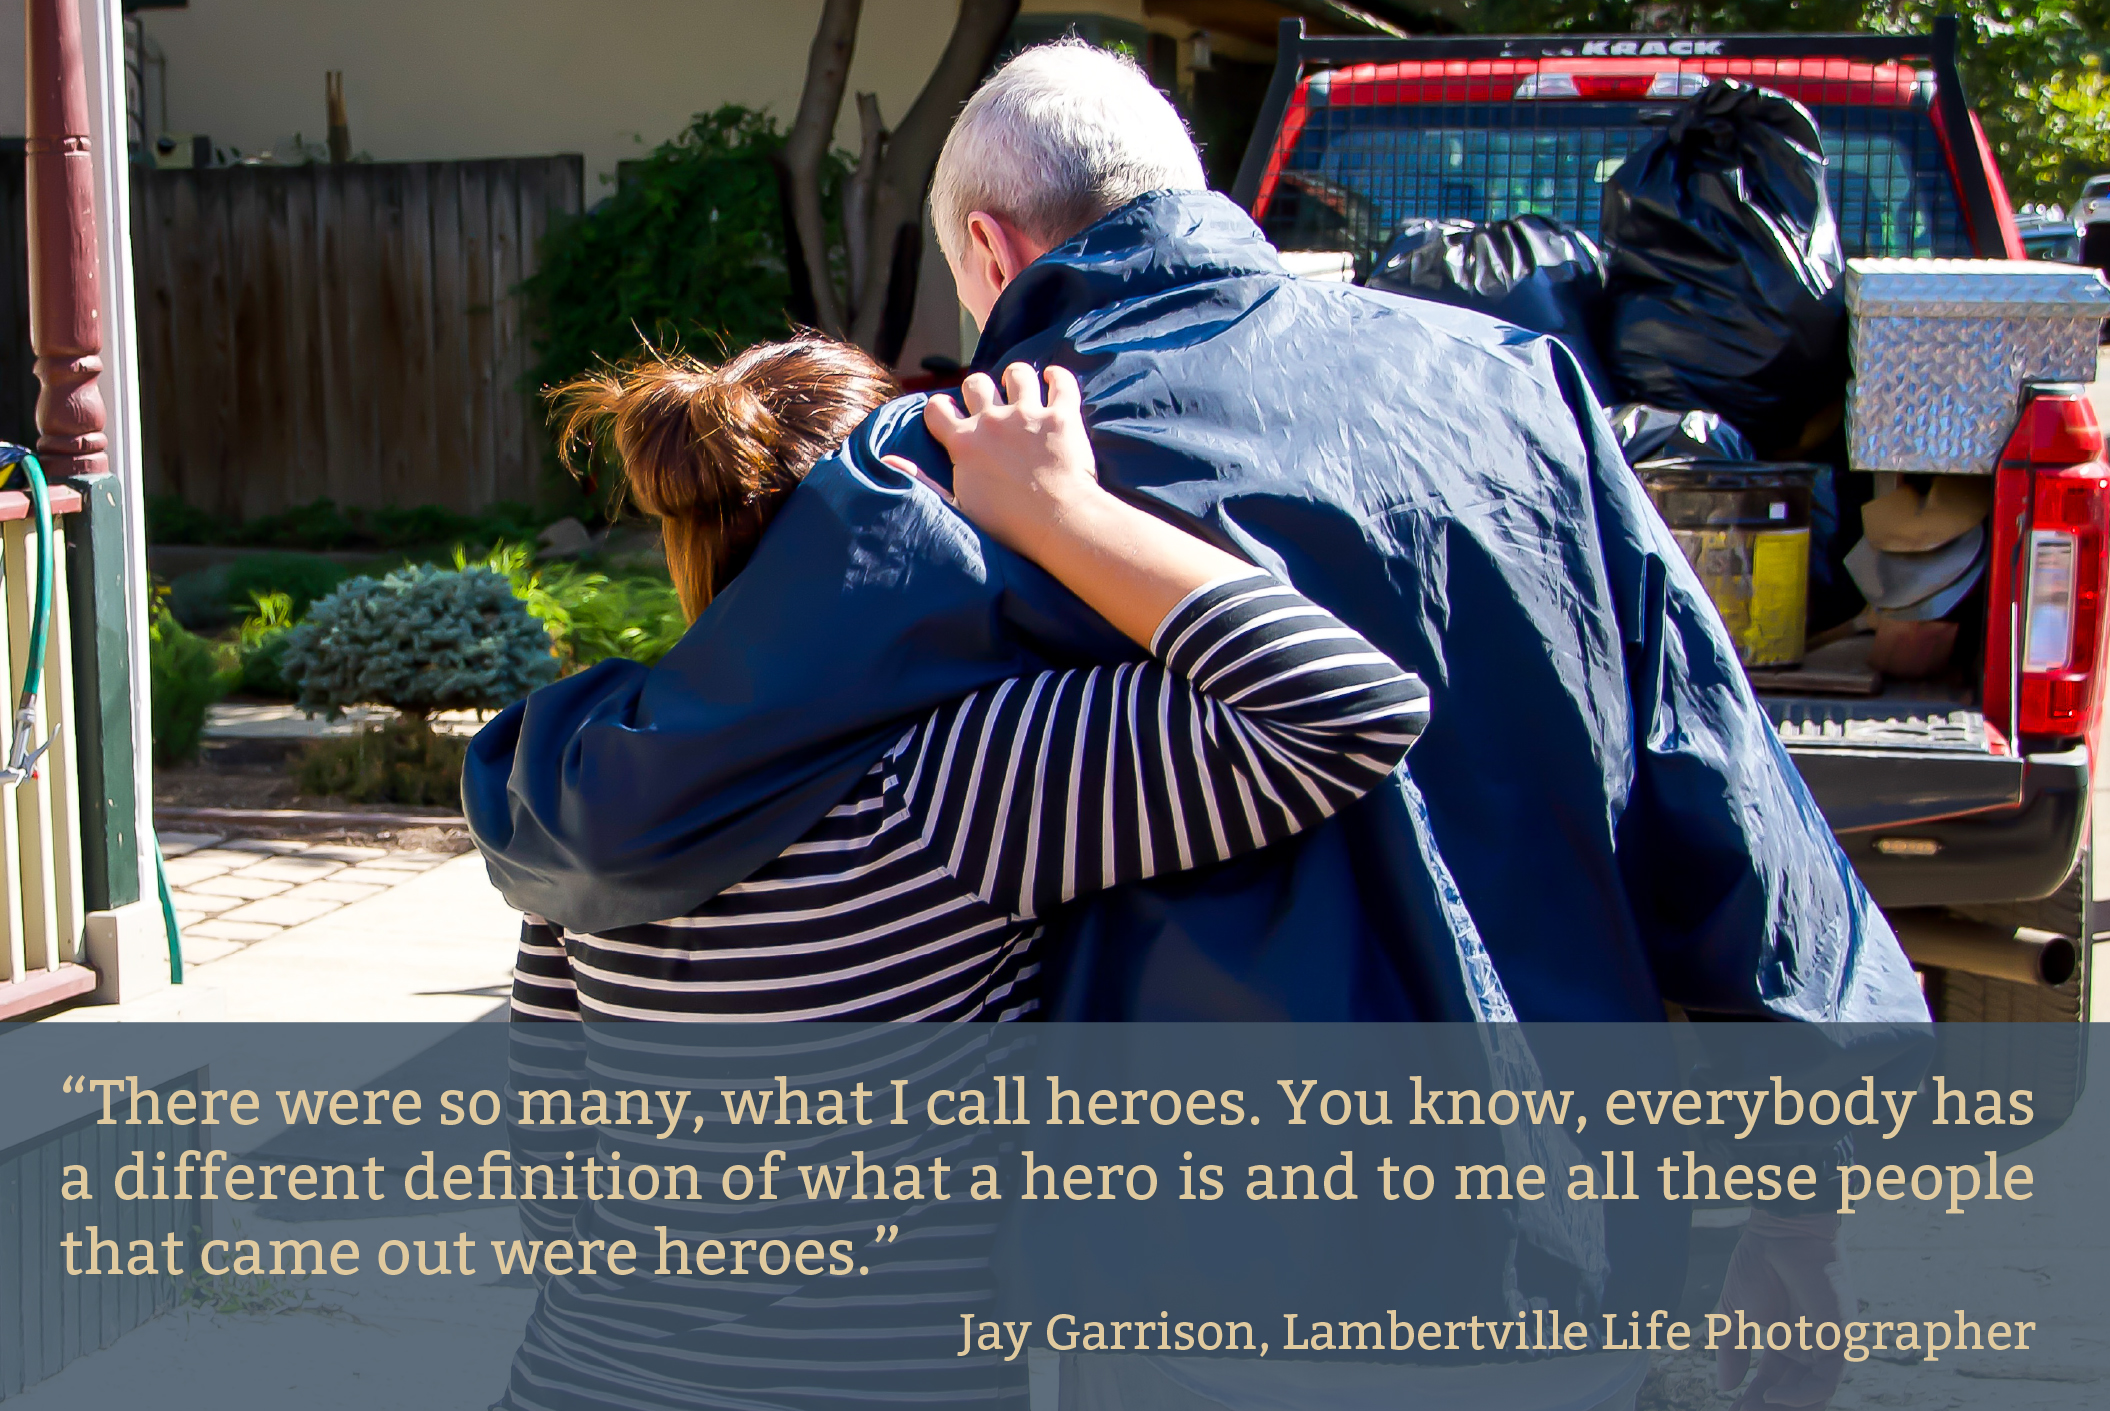 KRACK
“There were so many, what I call heroes. You know, everybody has
a different definition of what a hero is and to me all these people
that came out were heroes.”
Jay Garrison, Lambertville Life Photographer